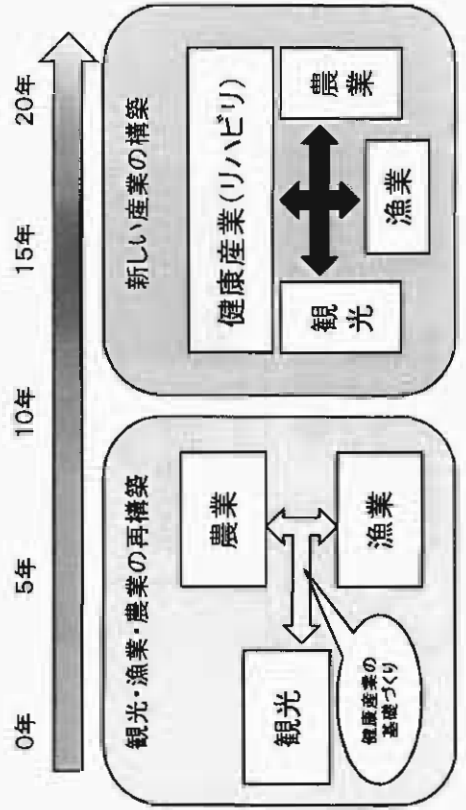 0年 5年 10年 15年 20年
観光・漁業・農業の再構築
観光
農業
漁業
健康産業の
基礎づくり
新しい産業の構築
健康産業(リハビリ)
観光
漁業
農業